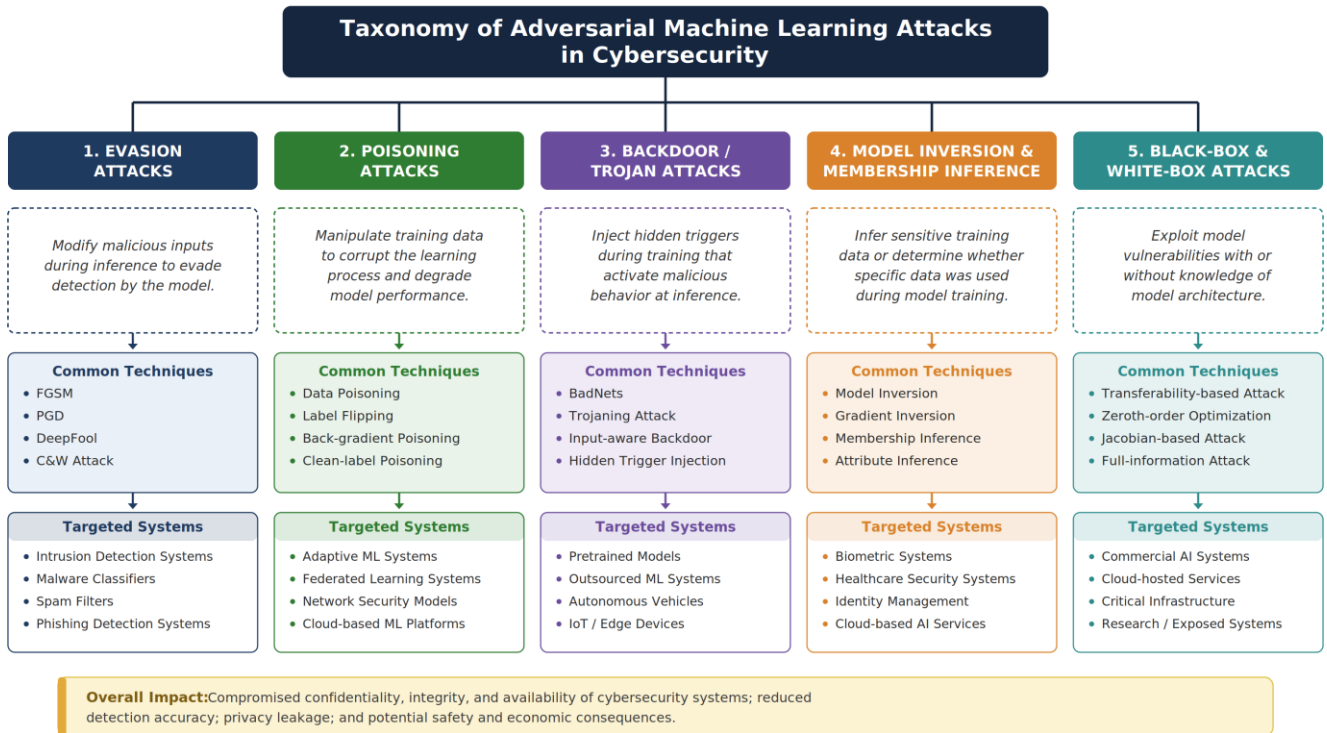 Taxonomy of Adversarial Machine Learning Attacks
in Cybersecurity
1. EVASION
ATTACKS
Modify malicious inputs
during inference to evade
detection by the model.
Common Techniques
• FGSM
• PGD
• DeepFool
• C&W Attack
Targeted Systems
• Intrusion Detection Systems
• Malware Classifiers
• Spam Filters
• Phishing Detection Systems
2. POISONING
ATTACKS
Manipulate training data
to corrupt the learning
process and degrade
model performance.
Common Techniques
• Data Poisoning
• Label Flipping
• Back-gradient Poisoning
• Clean-label Poisoning
Targeted Systems
• Adaptive ML Systems
• Federated Learning Systems
• Network Security Models
• Cloud-based ML Platforms
3. BACKDOOR /
TROJAN ATTACKS
Inject hidden triggers
during training that
activate malicious
behavior at inference.
Common Techniques
• BadNets
• Trojaning Attack
• Input-aware Backdoor
• Hidden Trigger Injection
Targeted Systems
• Pretrained Models
• Outsourced ML Systems
• Autonomous Vehicles
• IoT / Edge Devices
4. MODEL INVERSION &
MEMBERSHIP INFERENCE
Infer sensitive training
data or determine whether
specific data was used
during model training.
Common Techniques
• Model Inversion
• Gradient Inversion
• Membership Inference
• Attribute Inference
Targeted Systems
• Biometric Systems
• Healthcare Security Systems
• Identity Management
• Cloud-based AI Services
5. BLACK-BOX &
WHITE-BOX ATTACKS
Exploit model
vulnerabilities with or
without knowledge of
model architecture.
Common Techniques
• Transferability-based Attack
• Zeroth-order Optimization
• Jacobian-based Attack
• Full-information Attack
Targeted Systems
• Commercial AI Systems
• Cloud-hosted Services
• Critical Infrastructure
• Research / Exposed Systems
Overall Impact:Compromised confidentiality, integrity, and availability of cybersecurity systems; reduced
detection accuracy; privacy leakage; and potential safety and economic consequences.